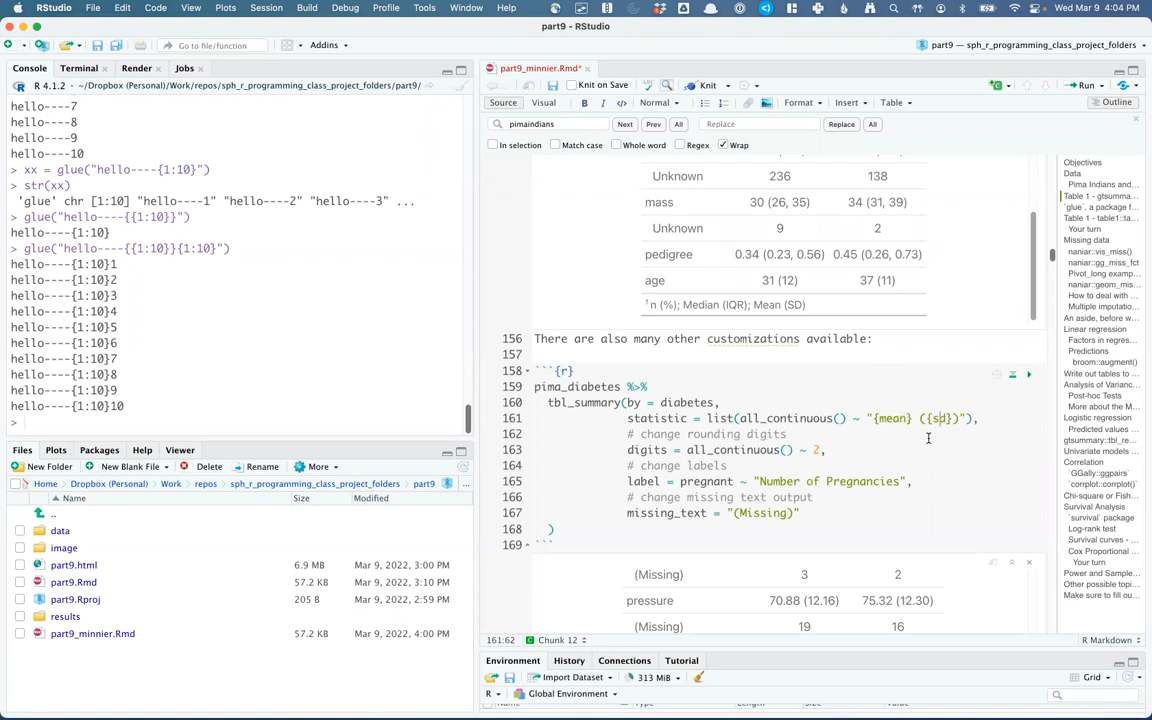 RStudio File Edit Code View Plots Session Build Debug Profile Tools Window Help Wed Mar 9 4:04 PM
part9 - RStudio
Go to file/function Addins part9 — sph_r_programming_class_project_folders
Console Terminal Render Jobs
R 4.1.2 · ~/Dropbox (Personal)/Work/repos/sph_r_programming_class_project_folders/part9/
hello----7
hello----8
hello----9
hello----10
> xx = glue("hello----{1:10}")
> str(xx)
'glue' chr [1:10] "hello----1" "hello----2" "hello----3" ...
> glue("hello----{{1:10}}")
hello----{1:10}
> glue("hello----{{1:10}}{1:10}")
hello----{1:10}1
hello----{1:10}2
hello----{1:10}3
hello----{1:10}4
hello----{1:10}5
hello----{1:10}6
hello----{1:10}7
hello----{1:10}8
hello----{1:10}9
hello----{1:10}10
>
Files Plots Packages Help Viewer
New Folder New Blank File Delete Rename More
Home Dropbox (Personal) Work repos sph_r_programming_class_project_folders part9 ...
Name Size Modified
..
data
image
part9.html 6.9 MB Mar 9, 2022, 3:00 PM
part9.Rmd 57.2 KB Mar 9, 2022, 3:10 PM
part9.Rproj 205 B Mar 9, 2022, 2:59 PM
results
part9_minnier.Rmd 57.2 KB Mar 9, 2022, 4:00 PM
part9_minnier.Rmd*
Knit on Save Knit Run
Source Visual B I </> Normal Format Insert Table Outline
pimaindians Next Prev All Replace Replace All
In selection Match case Whole word Regex Wrap
Unknown 236 138
mass 30 (26, 35) 34 (31, 39)
Unknown 9 2
pedigree 0.34 (0.23, 0.56) 0.45 (0.26, 0.73)
age 31 (12) 37 (11)
1 n (%); Median (IQR); Mean (SD)
156 There are also many other customizations available:
157
158 ```{r}
159 pima_diabetes %>%
160 tbl_summary(by = diabetes,
161 statistic = list(all_continuous() ~ "{mean} ({sd})"),
162 # change rounding digits
163 digits = all_continuous() ~ 2,
164 # change labels
165 label = pregnant ~ "Number of Pregnancies",
166 # change missing text output
167 missing_text = "(Missing)"
168 )
169 ```
(Missing) 3 2
pressure 70.88 (12.16) 75.32 (12.30)
(Missing) 19 16
161:62 Chunk 12 R Markdown
Environment History Connections Tutorial
Import Dataset 313 MiB Grid
R Global Environment
Objectives
Data
Pima Indians and...
Table 1 - gtsumma...
`glue`, a package f...
Table 1 - table1::ta...
Your turn
Missing data
naniar::vis_miss()
naniar::gg_miss_fct
Pivot_long examp...
naniar::geom_mis...
How to deal with ...
Multiple imputatio...
An aside, before w...
Linear regression
Factors in regres...
Predictions
broom::augment()
Write out tables to ...
Analysis of Varianc...
Post-hoc Tests
More about the M...
Logistic regression
Predicted values ...
gtsummary::tbl_re...
Univariate models ...
Correlation
`GGally::ggpairs`
`corrplot::corrplot()`
Chi-square or Fish...
Survival Analysis
`survival` package
Log-rank test
Survival curves - ...
Cox Proportional ...
Your turn
Power and Sample...
Other possible topi...
Make sure to fill ou...